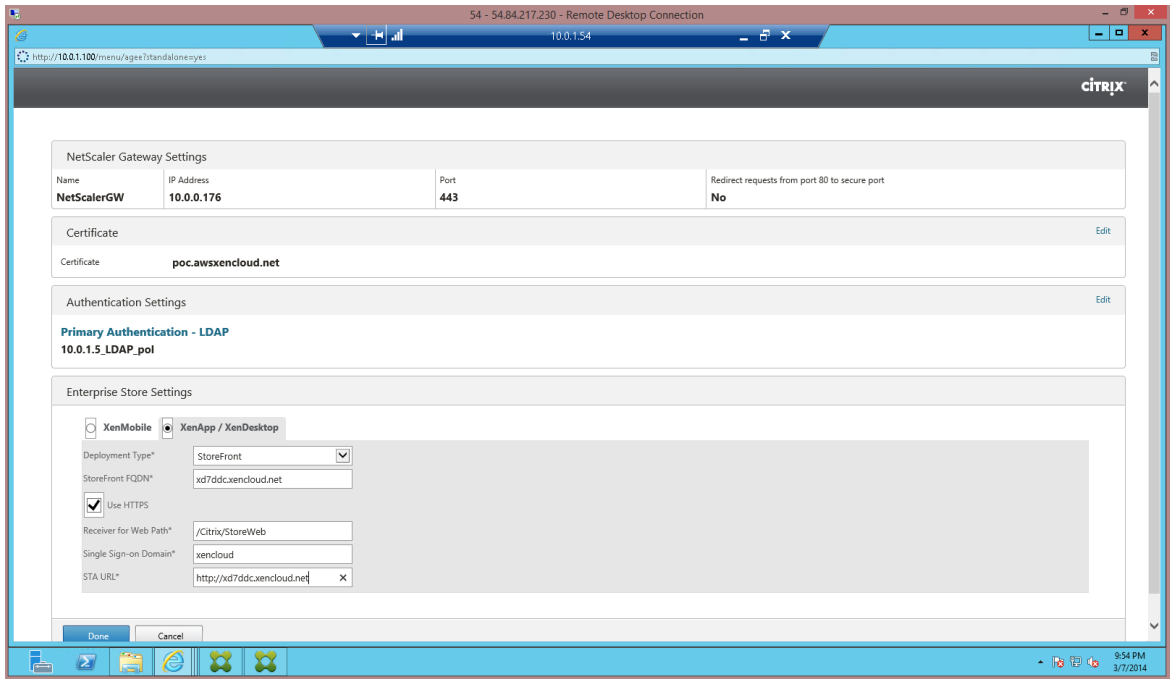 54 - 54.84.217.230 - Remote Desktop Connection
10.0.1.54
http://10.0.1.100/menu/agee?standalone=yes
CITRIX
NetScaler Gateway Settings
Name IP Address Port Redirect requests from port 80 to secure port
NetScalerGW 10.0.0.176 443 No
Certificate Edit
Certificate poc.awsxencloud.net
Authentication Settings Edit
Primary Authentication - LDAP
10.0.1.5_LDAP_pol
Enterprise Store Settings
XenMobile XenApp / XenDesktop
Deployment Type* StoreFront
StoreFront FQDN* xd7ddc.xencloud.net
Use HTTPS
Receiver for Web Path* /Citrix/StoreWeb
Single Sign-on Domain* xencloud
STA URL* http://xd7ddc.xencloud.net
Done Cancel
9:54 PM
3/7/2014